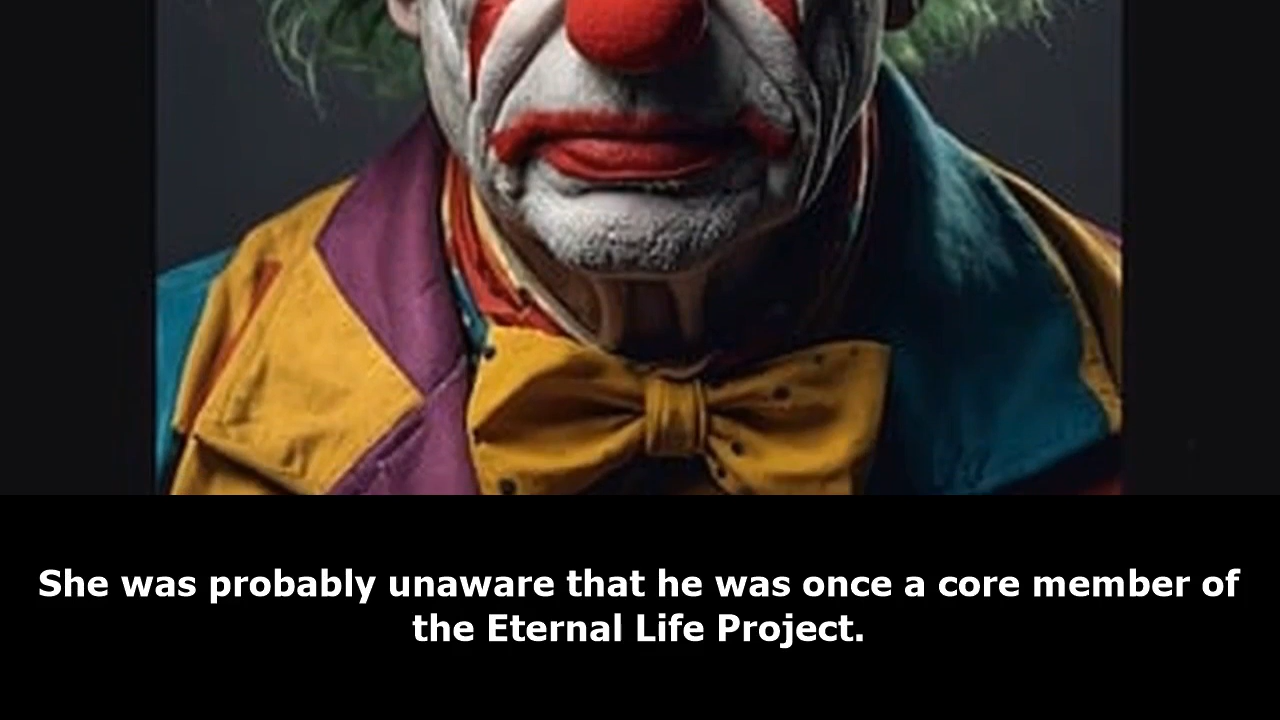 She was probably unaware that he was once a core member of
the Eternal Life Project.